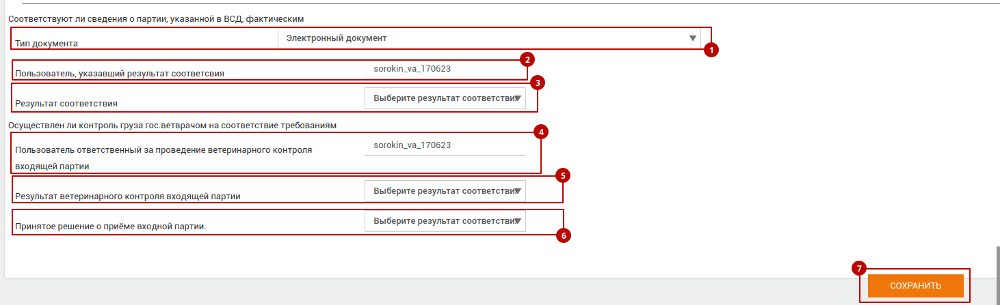 Соответствуют ли сведения о партии, указанной в ВСД, фактическим
Тип документа Электронный документ 1
Пользователь, указавший результат соответсвия sorokin_va_170623 2
Результат соответствия Выберите результат соответстви 3
Осуществлен ли контроль груза гос.ветврачом на соответствие требованиям
Пользователь ответственный за проведение ветеринарного контроля sorokin_va_170623 4
входящей партии
Результат ветеринарного контроля входящей партии Выберите результат соответстви 5
Принятое решение о приёме входной партии. Выберите результат соответстви 6
7
СОХРАНИТЬ